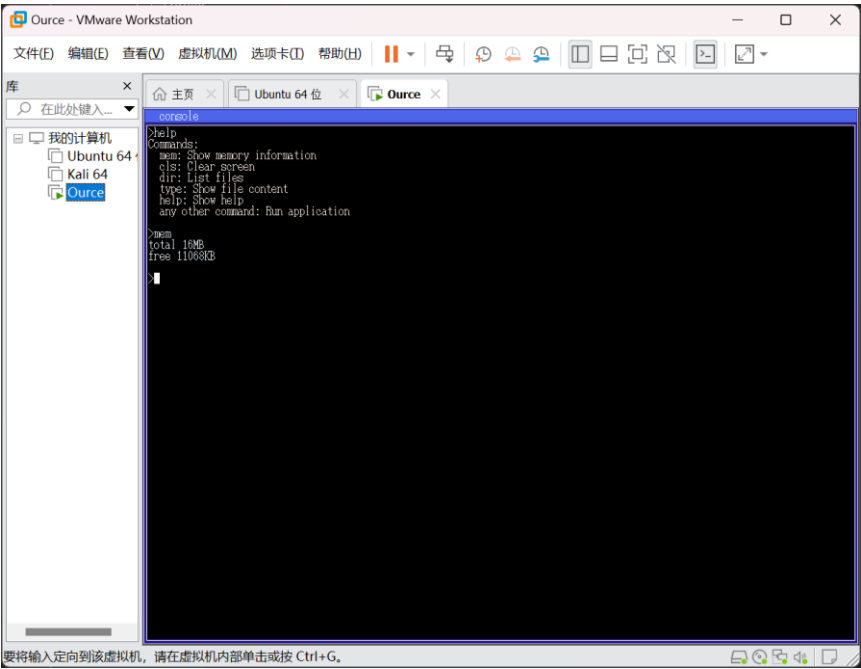 Ource - VMware Workstation
文件(F) 编辑(E) 查看(V) 虚拟机(M) 选项卡(T) 帮助(H)
库
主页 Ubuntu 64 位 Ource
在此处键入...
console
我的计算机
Ubuntu 64
Kali 64
Ource
>help
Commands:
mem: Show memory information
cls: Clear screen
dir: List files
type: Show file content
help: Show help
any other command: Run application
>mem
total 16MB
free 11068KB
>
要将输入定向到该虚拟机，请在虚拟机内部单击或按 Ctrl+G。